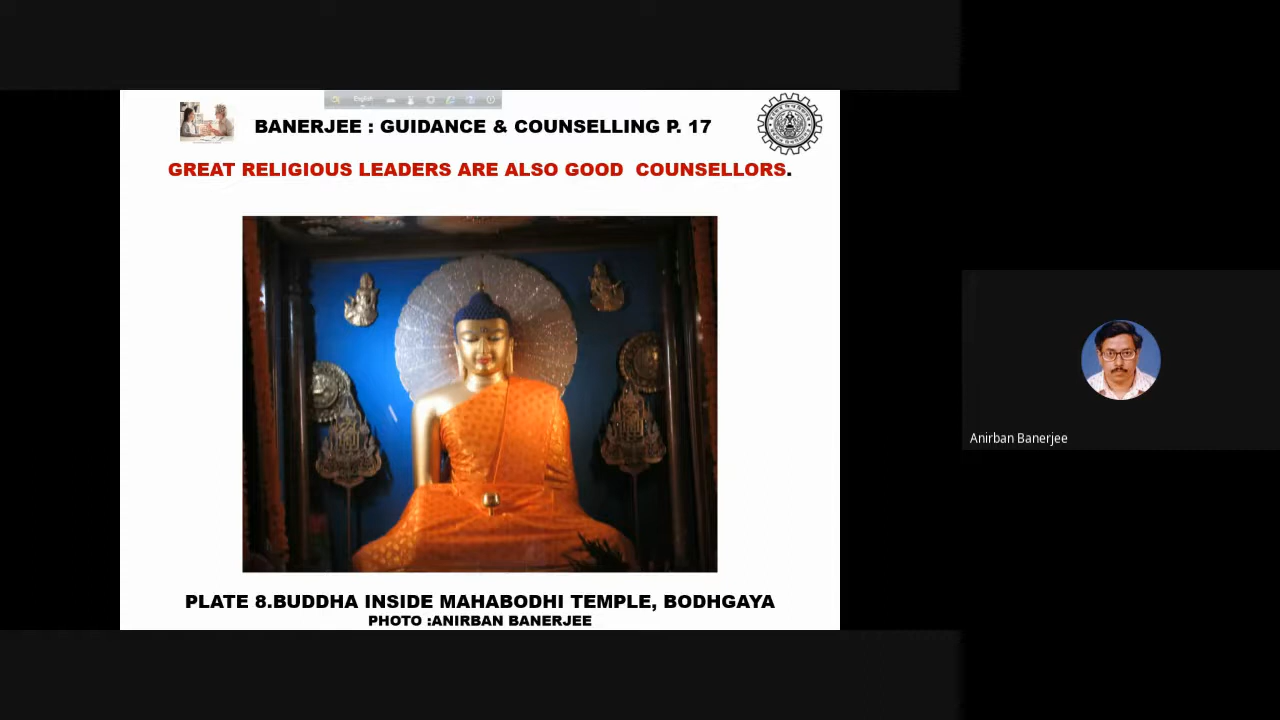 English
BANERJEE : GUIDANCE & COUNSELLING P. 17
GREAT RELIGIOUS LEADERS ARE ALSO GOOD COUNSELLORS.
PLATE 8.BUDDHA INSIDE MAHABODHI TEMPLE, BODHGAYA
PHOTO :ANIRBAN BANERJEE
Anirban Banerjee